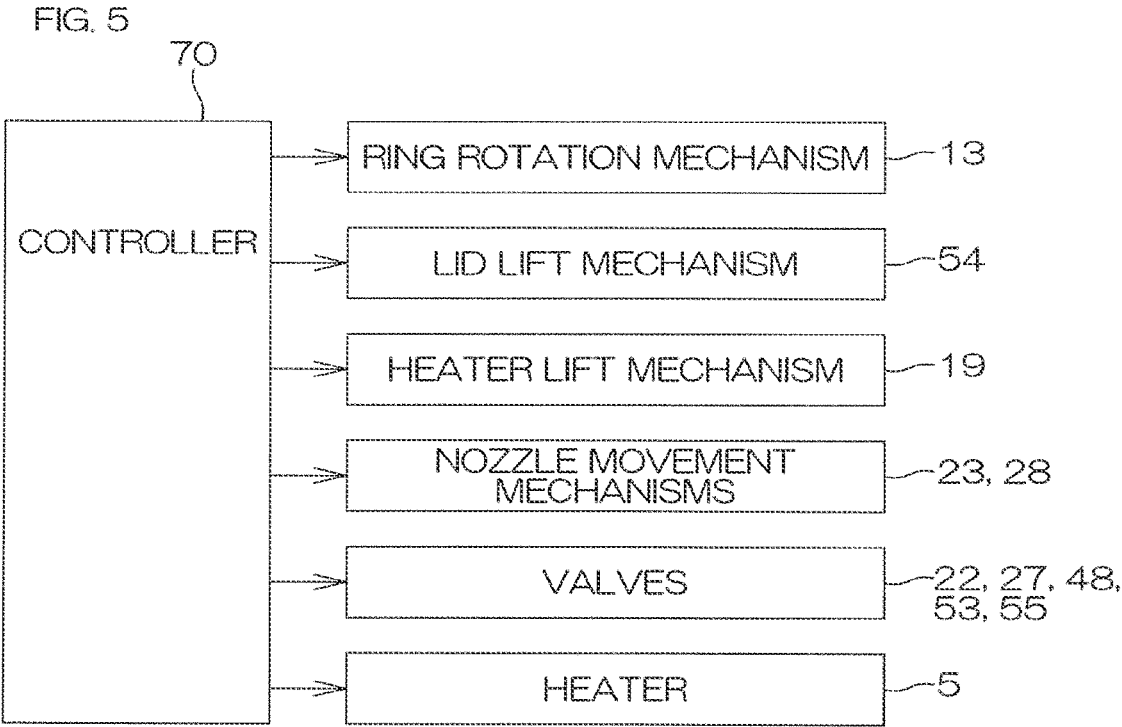 FIG. 5
70
CONTROLLER
RING ROTATION MECHANISM
13
LID LIFT MECHANISM
54
HEATER LIFT MECHANISM
19
NOZZLE MOVEMENT
MECHANISMS
23, 28
VALVES
22, 27, 48,
53, 55
HEATER
5